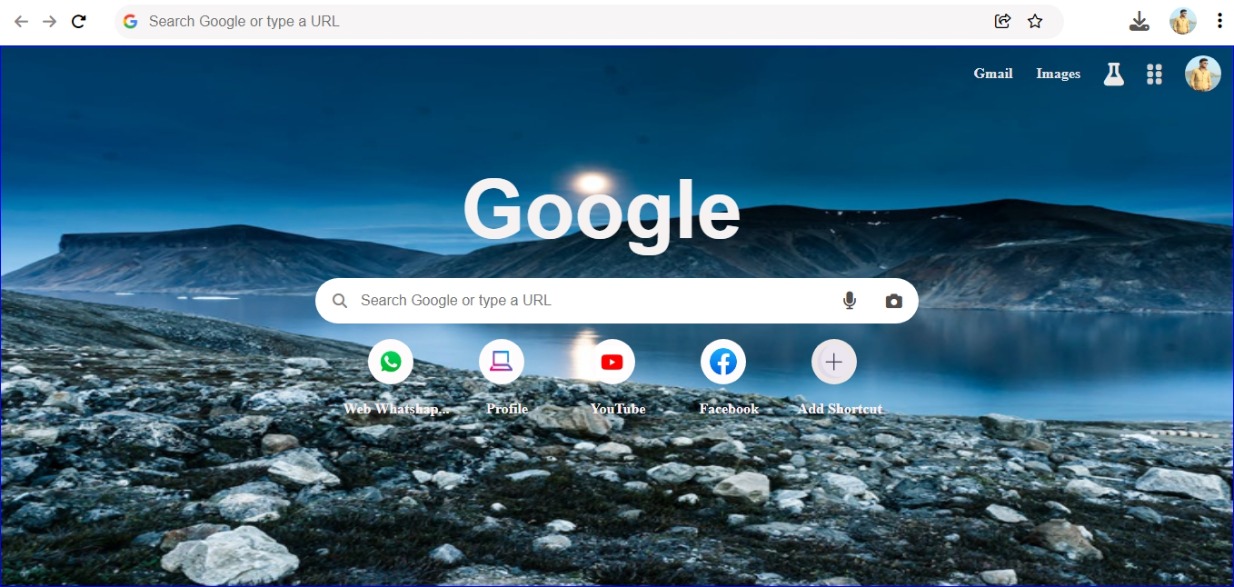 Search Google or type a URL
Gmail Images
Google
Search Google or type a URL
Web Whatshap... Profile YouTube Facebook Add Shortcut